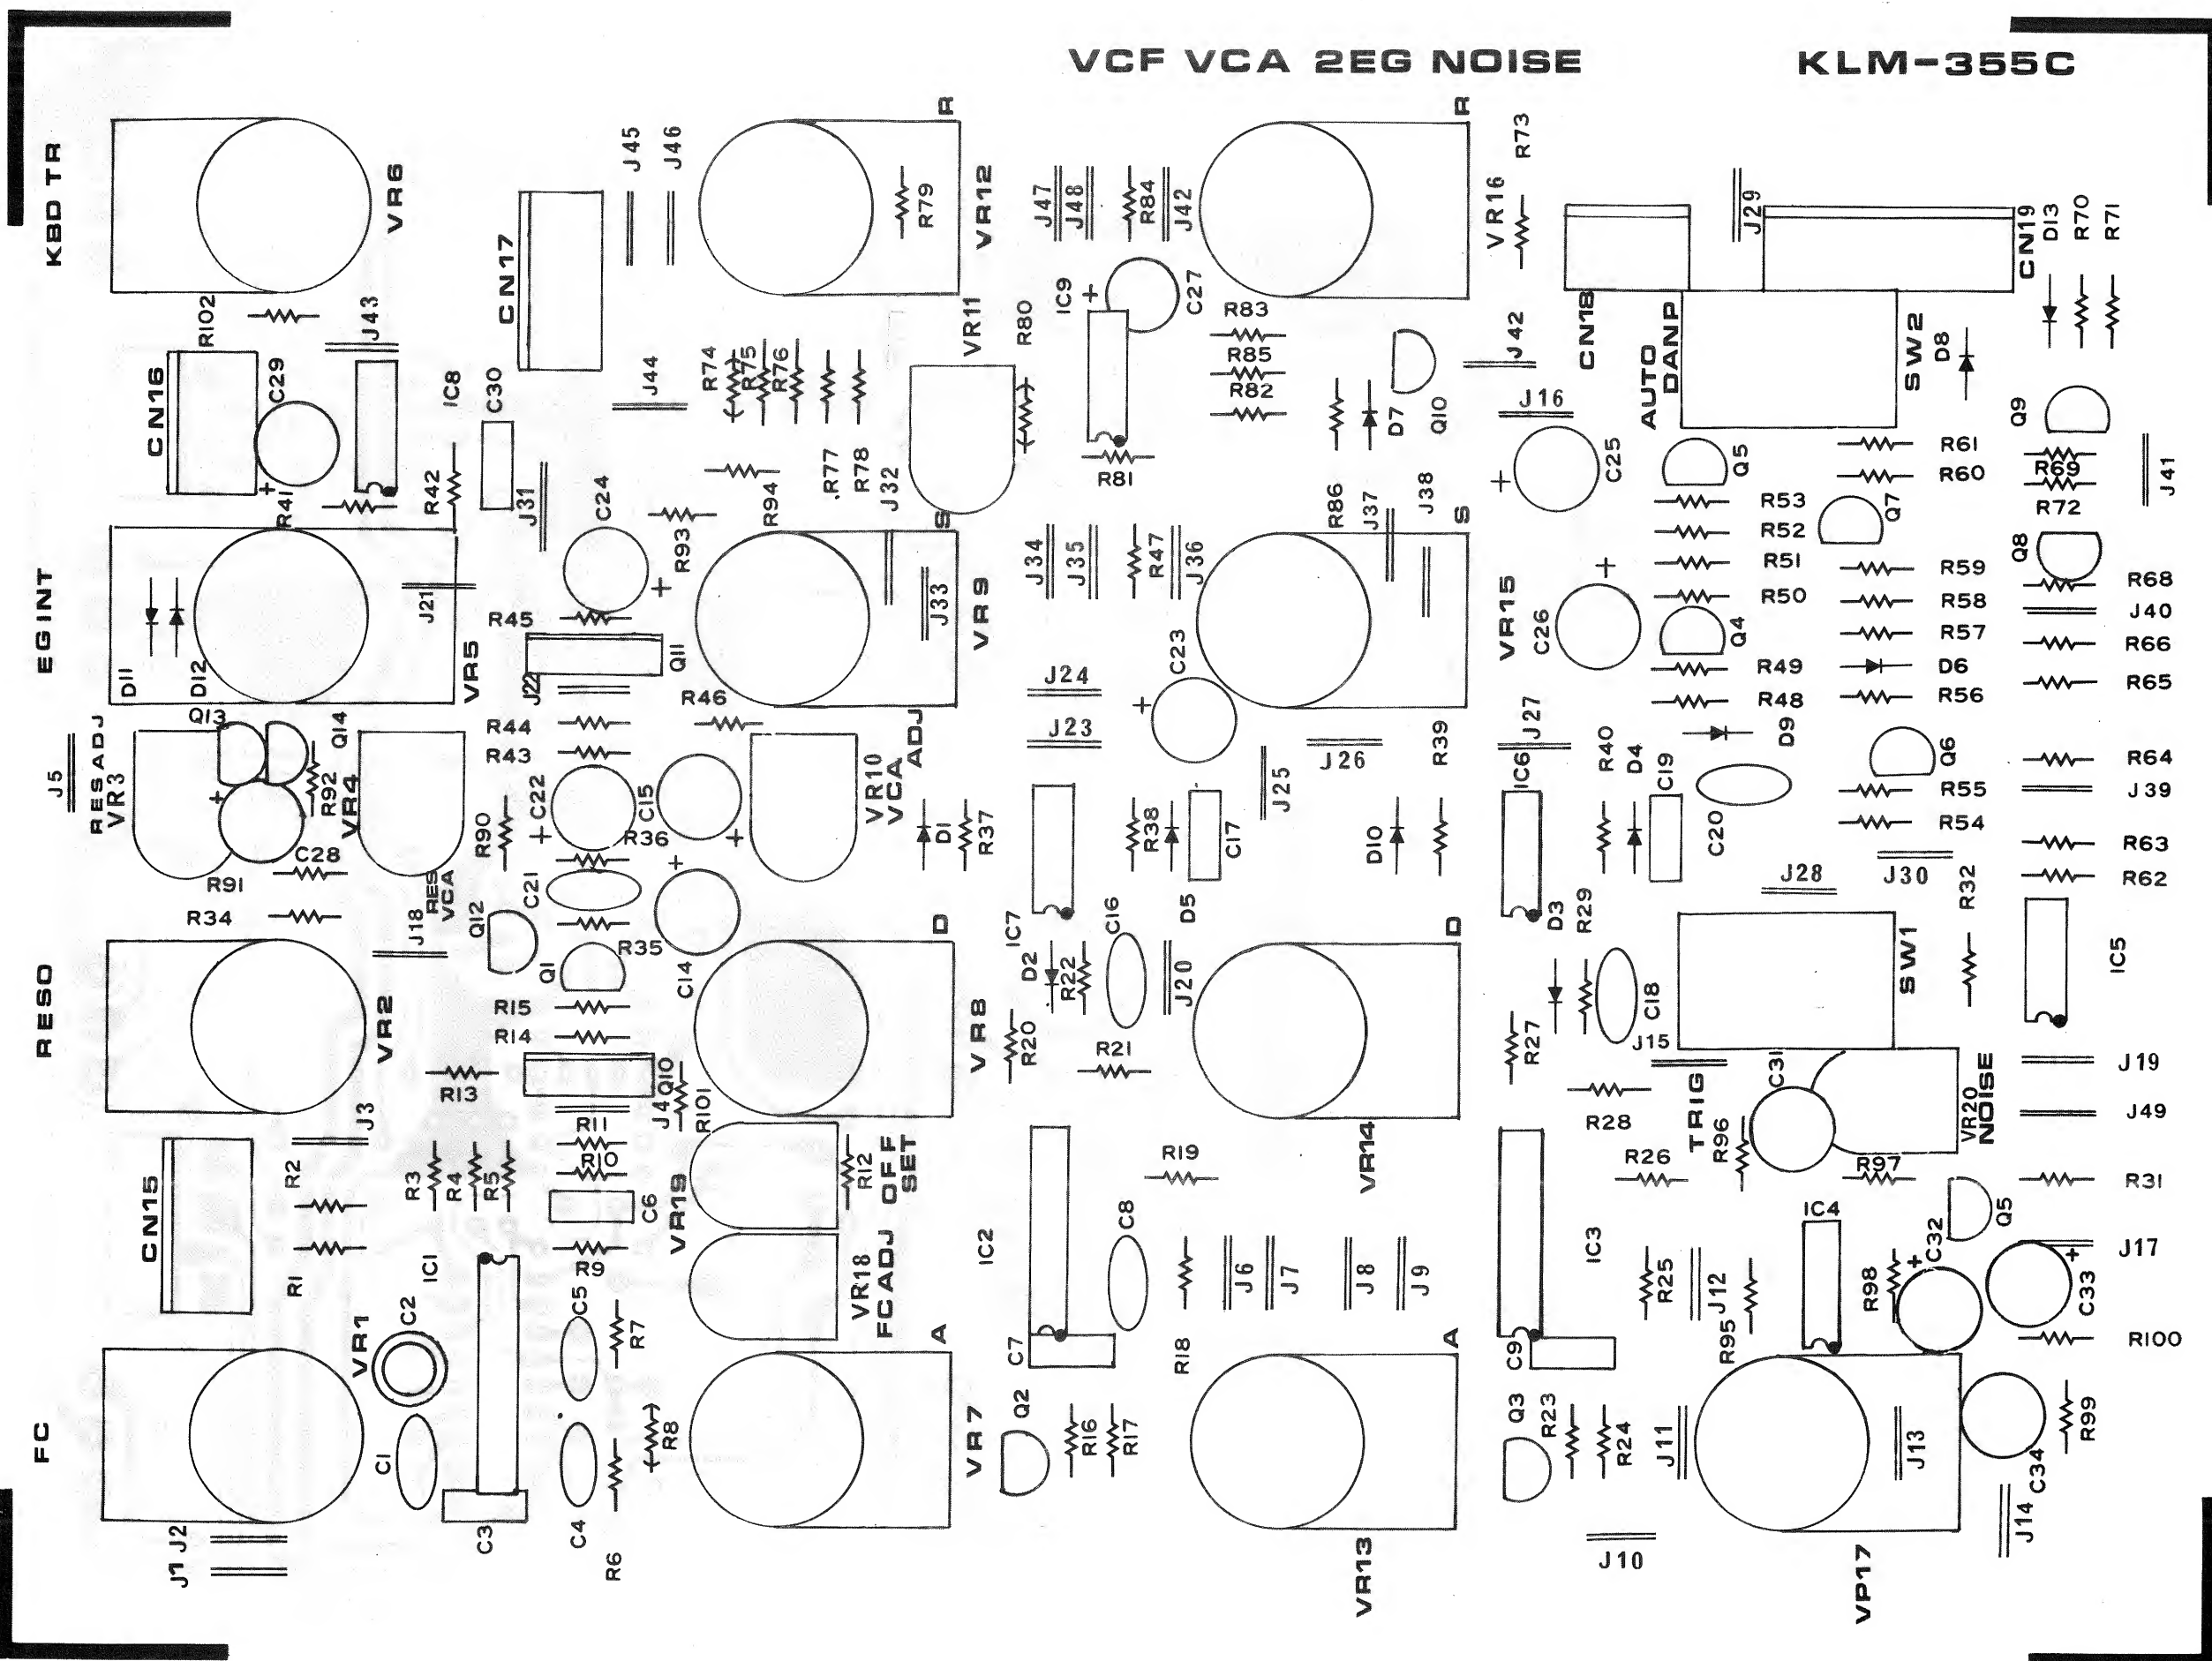 VCF VCA 2EG NOISE
KLM-355C
KBD TR
VR6
J45
J46
R
R79
VR12
J47
J48
R84
J42
R
VR16
R73
J29
CN19
D13
R70
R71
CN17
R102
J43
CN16
C29
IC8
C30
J44
R74
R75
R76
VR11
R80
IC9
+
C27
R83
R85
R82
D7
Q10
J42
J16
CN18
AUTO
DANP
SW2
D8
Q9
R41
+
R42
J31
C24
R93
R94
R77
R78
J32
R81
R86
J37
J38
+
C25
Q5
R61
R60
R69
R72
J41
R53
R52
R51
R50
Q7
Q8
EGINT
D11
D12
J21
VR5
R45
+
J22
Q11
S
J33
VR9
J34
J35
R47
J36
S
VR15
C26
+
Q4
R59
R58
R57
D6
R56
R68
J40
R66
R65
R49
R48
R46
R44
R43
J24
J23
C23
+
J25
J26
R39
J27
IC6
R40
D4
C19
D9
Q6
R64
J39
R55
R54
C20
J5
RESADJ
VR3
Q13
Q14
+
R92
VR4
C28
R91
R34
R90
C22
+
C15
+
R36
VR10
VCA
ADJ
D1
R37
R38
C17
D10
J28
J30
R32
R63
R62
J18
RES
VCA
Q12
C21
+
Q1
R35
C14
D
IC7
D2
R22
C16
D5
J20
D
D3
R29
C18
SW1
IC5
RESO
VR2
R15
R14
R13
Q10
J4
R101
VR8
R20
R21
VR14
R27
J15
R28
TRIG
C31
VR20
NOISE
J19
J49
J3
CN15
R2
R1
R3
R4
R5
R11
R10
C6
R9
VR19
R12
FCADJ OFF
SET
VR18
R19
IC2
C8
R18
J6
J7
J8
J9
IC3
R26
R96
R97
R25
J12
R95
IC4
R98
C32
+
Q5
R31
J17
+
C33
R100
VR1
C2
IC1
C5
R7
A
C7
A
C9
FC
C1
C3
C4
R6
R8
VR7
Q2
R16
R17
VR13
Q3
R23
R24
J11
J10
J13
VP17
C34
R99
J14
J1
J2